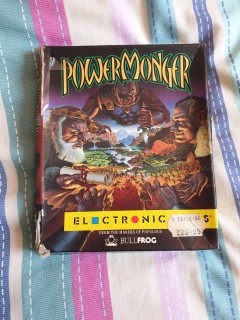 POWERMONGER
ELECTRONIC S
FROM THE MAKERS OF POPULOUS
BULLFROG